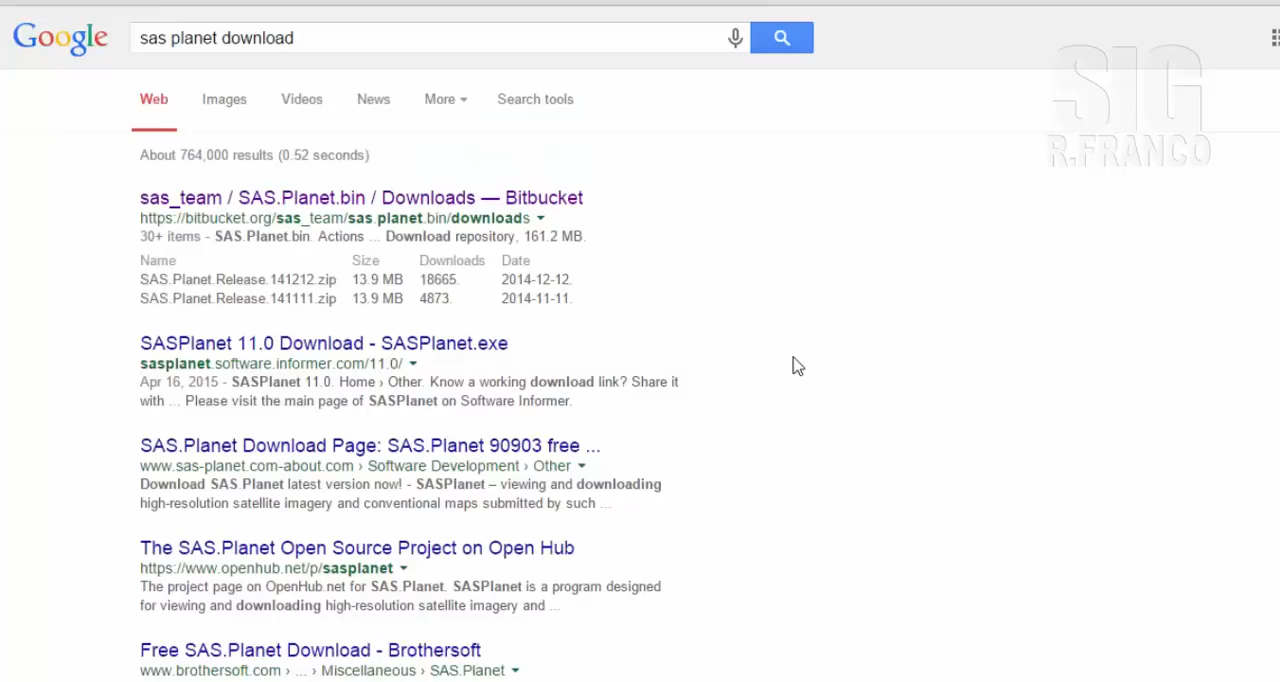 Google
sas planet download
SIG
R.FRANCO
Web Images Videos News More Search tools
About 764,000 results (0.52 seconds)
sas_team / SAS.Planet.bin / Downloads — Bitbucket
https://bitbucket.org/sas_team/sas.planet.bin/downloads
30+ items - SAS.Planet.bin. Actions ... Download repository, 161.2 MB.
Name Size Downloads Date
SAS.Planet.Release.141212.zip 13.9 MB 18665. 2014-12-12.
SAS.Planet.Release.141111.zip 13.9 MB 4873. 2014-11-11.
SASPlanet 11.0 Download - SASPlanet.exe
sasplanet.software.informer.com/11.0/
Apr 16, 2015 - SASPlanet 11.0. Home › Other. Know a working download link? Share it
with ... Please visit the main page of SASPlanet on Software Informer.
SAS.Planet Download Page: SAS.Planet 90903 free ...
www.sas-planet.com-about.com › Software Development › Other
Download SAS.Planet latest version now! - SASPlanet – viewing and downloading
high-resolution satellite imagery and conventional maps submitted by such ...
The SAS.Planet Open Source Project on Open Hub
https://www.openhub.net/p/sasplanet
The project page on OpenHub.net for SAS.Planet. SASPlanet is a program designed
for viewing and downloading high-resolution satellite imagery and ...
Free SAS.Planet Download - Brothersoft
www.brothersoft.com › ... › Miscellaneous › SAS.Planet